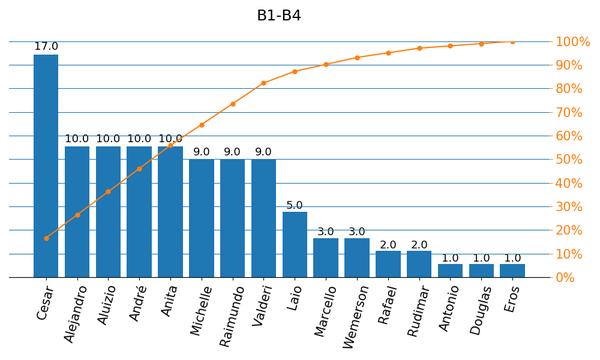 B1-B4
17.0
10.0 10.0 10.0 10.0
9.0 9.0 9.0
5.0
3.0 3.0
2.0 2.0
1.0 1.0 1.0
100%
90%
80%
70%
60%
50%
40%
30%
20%
10%
0%
Cesar
Alejandro
Aluizio
André
Anita
Michelle
Raimundo
Valderi
Laio
Marcello
Wemerson
Rafael
Rudimar
Antonio
Douglas
Eros